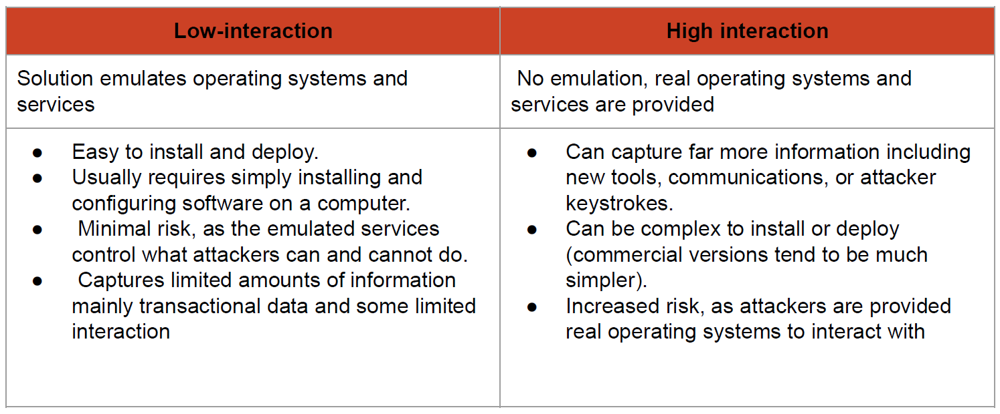 Low-interaction
High interaction
Solution emulates operating systems and
services
No emulation, real operating systems and
services are provided
● Easy to install and deploy.
● Usually requires simply installing and
configuring software on a computer.
● Minimal risk, as the emulated services
control what attackers can and cannot do.
● Captures limited amounts of information
mainly transactional data and some limited
interaction
● Can capture far more information including
new tools, communications, or attacker
keystrokes.
● Can be complex to install or deploy
(commercial versions tend to be much
simpler).
● Increased risk, as attackers are provided
real operating systems to interact with